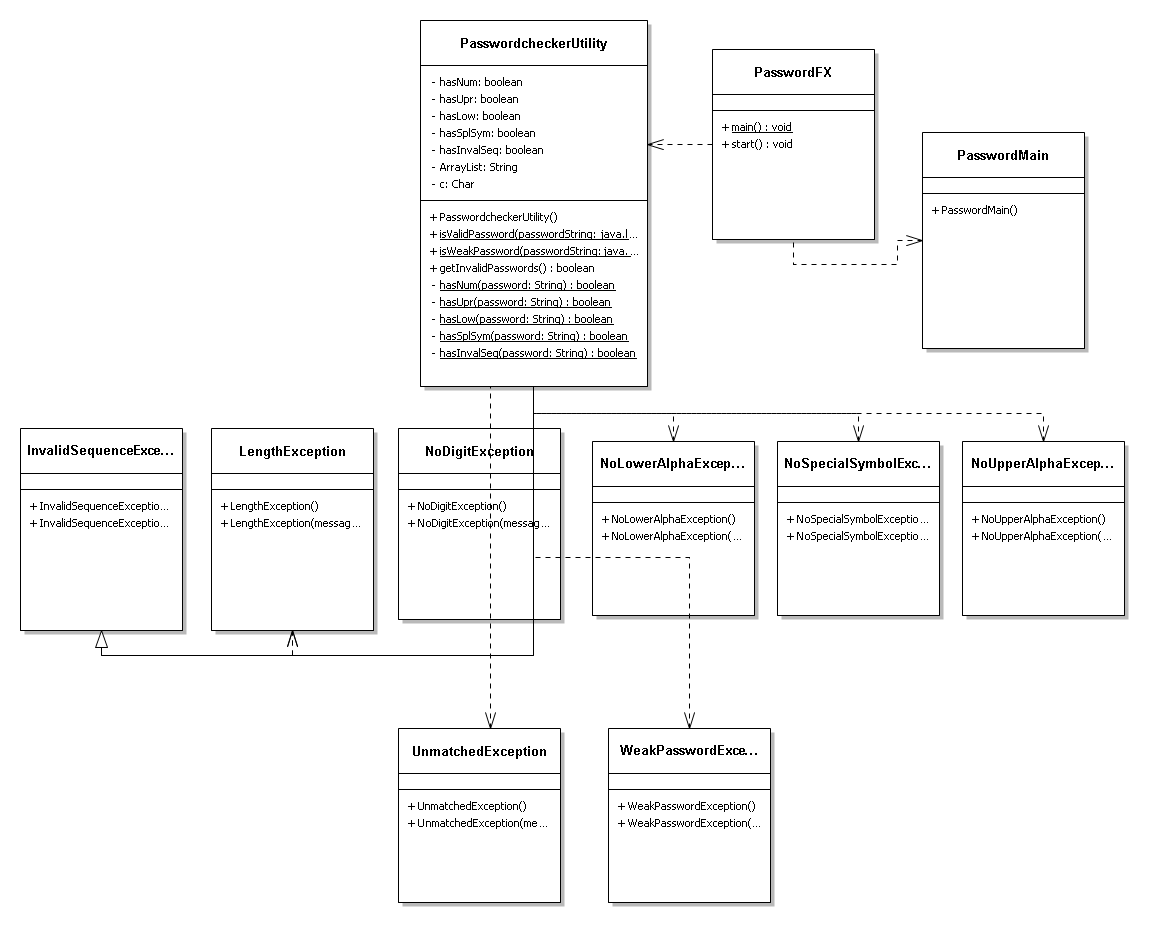 PasswordcheckerUtility
- hasNum: boolean
- hasUpr: boolean
- hasLow: boolean
- hasSplSym: boolean
- hasInvalSeq: boolean
- ArrayList: String
- c: Char
+ PasswordcheckerUtility()
+ isValidPassword(passwordString: java.l...
+ isWeakPassword(passwordString: java....
+ getInvalidPasswords() : boolean
- hasNum(password: String) : boolean
- hasUpr(password: String) : boolean
- hasLow(password: String) : boolean
- hasSplSym(password: String) : boolean
- hasInvalSeq(password: String) : boolean
PasswordFX
+ main() : void
+ start() : void
PasswordMain
+ PasswordMain()
InvalidSequenceExce...
+ InvalidSequenceExceptio...
+ InvalidSequenceExceptio...
LengthException
+ LengthException()
+ LengthException(messag...
NoDigitException
+ NoDigitException()
+ NoDigitException(messag...
NoLowerAlphaExcep...
+ NoLowerAlphaException()
+ NoLowerAlphaException(...
NoSpecialSymbolExc...
+ NoSpecialSymbolExceptio...
+ NoSpecialSymbolExceptio...
NoUpperAlphaExcep...
+ NoUpperAlphaException()
+ NoUpperAlphaException(...
UnmatchedException
+ UnmatchedException()
+ UnmatchedException(me...
WeakPasswordExce...
+ WeakPasswordException()
+ WeakPasswordException(...